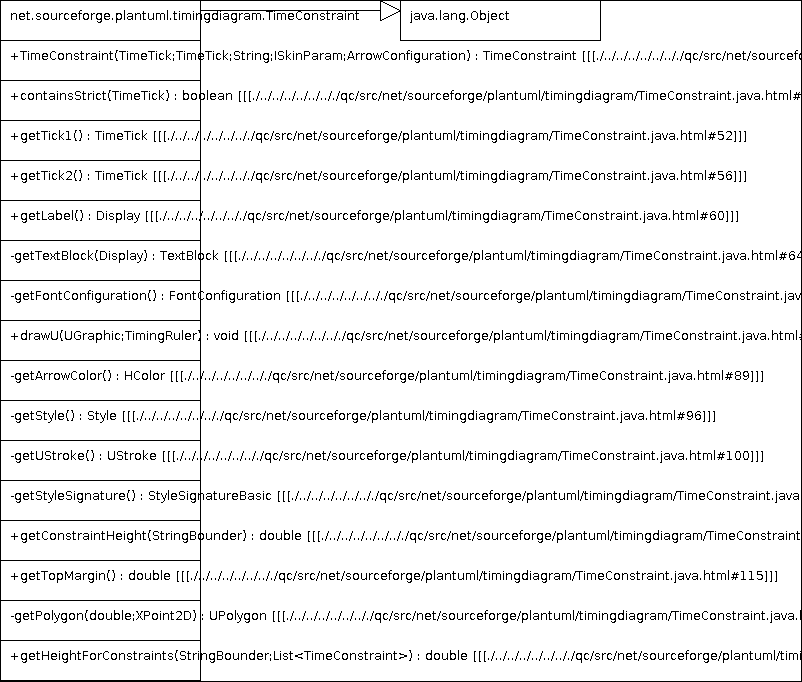 net.sourceforge.plantuml.timingdiagram.TimeConstraint
java.lang.Object
+TimeConstraint(TimeTick;TimeTick;String;ISkinParam;ArrowConfiguration) : TimeConstraint [[[./../../../../../../qc/src/net/sourcefo
+containsStrict(TimeTick) : boolean [[[./../../../../../../qc/src/net/sourceforge/plantuml/timingdiagram/TimeConstraint.java.html#
+getTick1() : TimeTick [[[./../../../../../../qc/src/net/sourceforge/plantuml/timingdiagram/TimeConstraint.java.html#52]]]
+getTick2() : TimeTick [[[./../../../../../../qc/src/net/sourceforge/plantuml/timingdiagram/TimeConstraint.java.html#56]]]
+getLabel() : Display [[[./../../../../../../qc/src/net/sourceforge/plantuml/timingdiagram/TimeConstraint.java.html#60]]]
-getTextBlock(Display) : TextBlock [[[./../../../../../../qc/src/net/sourceforge/plantuml/timingdiagram/TimeConstraint.java.html#64
-getFontConfiguration() : FontConfiguration [[[./../../../../../../qc/src/net/sourceforge/plantuml/timingdiagram/TimeConstraint.jav
+drawU(UGraphic;TimingRuler) : void [[[./../../../../../../qc/src/net/sourceforge/plantuml/timingdiagram/TimeConstraint.java.html#
-getArrowColor() : HColor [[[./../../../../../../qc/src/net/sourceforge/plantuml/timingdiagram/TimeConstraint.java.html#89]]]
-getStyle() : Style [[[./../../../../../../qc/src/net/sourceforge/plantuml/timingdiagram/TimeConstraint.java.html#96]]]
-getUStroke() : UStroke [[[./../../../../../../qc/src/net/sourceforge/plantuml/timingdiagram/TimeConstraint.java.html#100]]]
-getStyleSignature() : StyleSignatureBasic [[[./../../../../../../qc/src/net/sourceforge/plantuml/timingdiagram/TimeConstraint.java
+getConstraintHeight(StringBounder) : double [[[./../../../../../../qc/src/net/sourceforge/plantuml/timingdiagram/TimeConstraint
+getTopMargin() : double [[[./../../../../../../qc/src/net/sourceforge/plantuml/timingdiagram/TimeConstraint.java.html#115]]]
-getPolygon(double;XPoint2D) : UPolygon [[[./../../../../../../qc/src/net/sourceforge/plantuml/timingdiagram/TimeConstraint.java.
+getHeightForConstraints(StringBounder;List<TimeConstraint>) : double [[[./../../../../../../qc/src/net/sourceforge/plantuml/timi